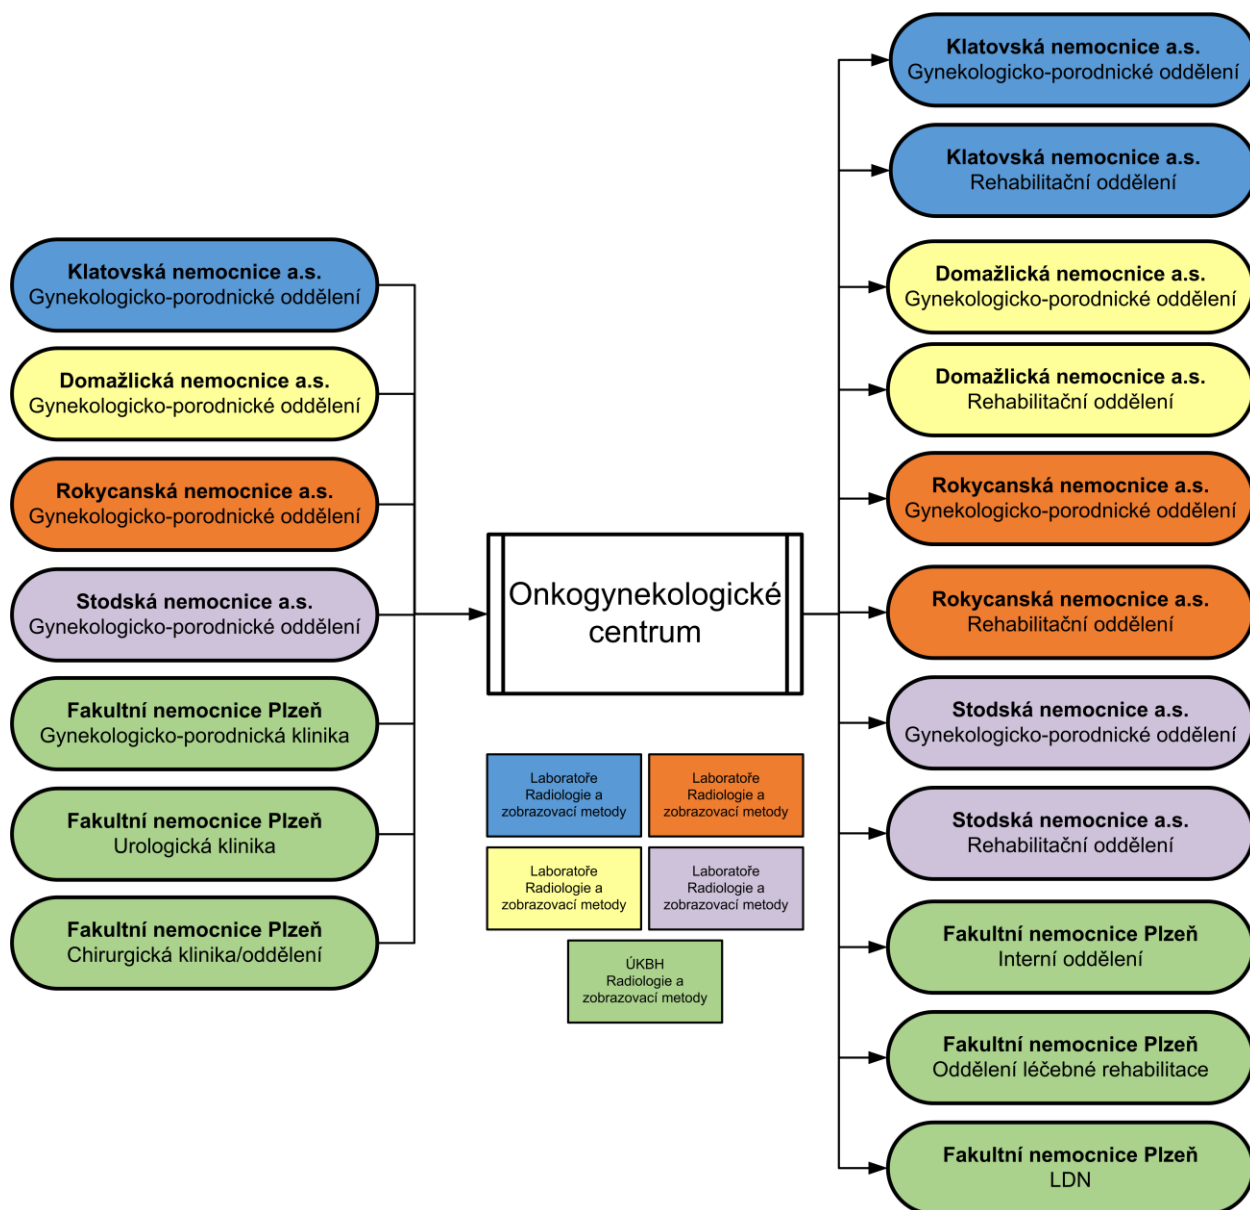 Klatovská nemocnice a.s.
Gynekologicko-porodnické oddělení
Domažlická nemocnice a.s.
Gynekologicko-porodnické oddělení
Rokycanská nemocnice a.s.
Gynekologicko-porodnické oddělení
Stodská nemocnice a.s.
Gynekologicko-porodnické oddělení
Fakultní nemocnice Plzeň
Gynekologicko-porodnická klinika
Fakultní nemocnice Plzeň
Urologická klinika
Fakultní nemocnice Plzeň
Chirurgická klinika/oddělení
Onkogynekologické
centrum
Laboratoře
Radiologie a
zobrazovací metody
Laboratoře
Radiologie a
zobrazovací metody
Laboratoře
Radiologie a
zobrazovací metody
Laboratoře
Radiologie a
zobrazovací metody
ÚKBH
Radiologie a
zobrazovací metody
Klatovská nemocnice a.s.
Gynekologicko-porodnické oddělení
Klatovská nemocnice a.s.
Rehabilitační oddělení
Domažlická nemocnice a.s.
Gynekologicko-porodnické oddělení
Domažlická nemocnice a.s.
Rehabilitační oddělení
Rokycanská nemocnice a.s.
Gynekologicko-porodnické oddělení
Rokycanská nemocnice a.s.
Rehabilitační oddělení
Stodská nemocnice a.s.
Gynekologicko-porodnické oddělení
Stodská nemocnice a.s.
Rehabilitační oddělení
Fakultní nemocnice Plzeň
Interní oddělení
Fakultní nemocnice Plzeň
Oddělení léčebné rehabilitace
Fakultní nemocnice Plzeň
LDN